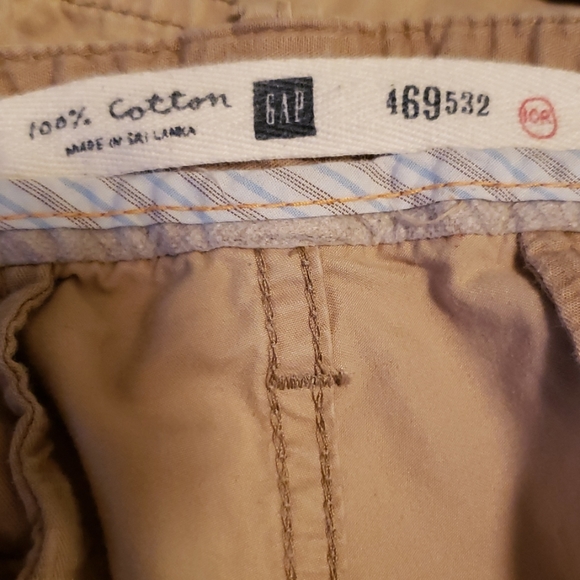 100% Cotton
MADE IN SRI LANKA
GAP
469532
10R